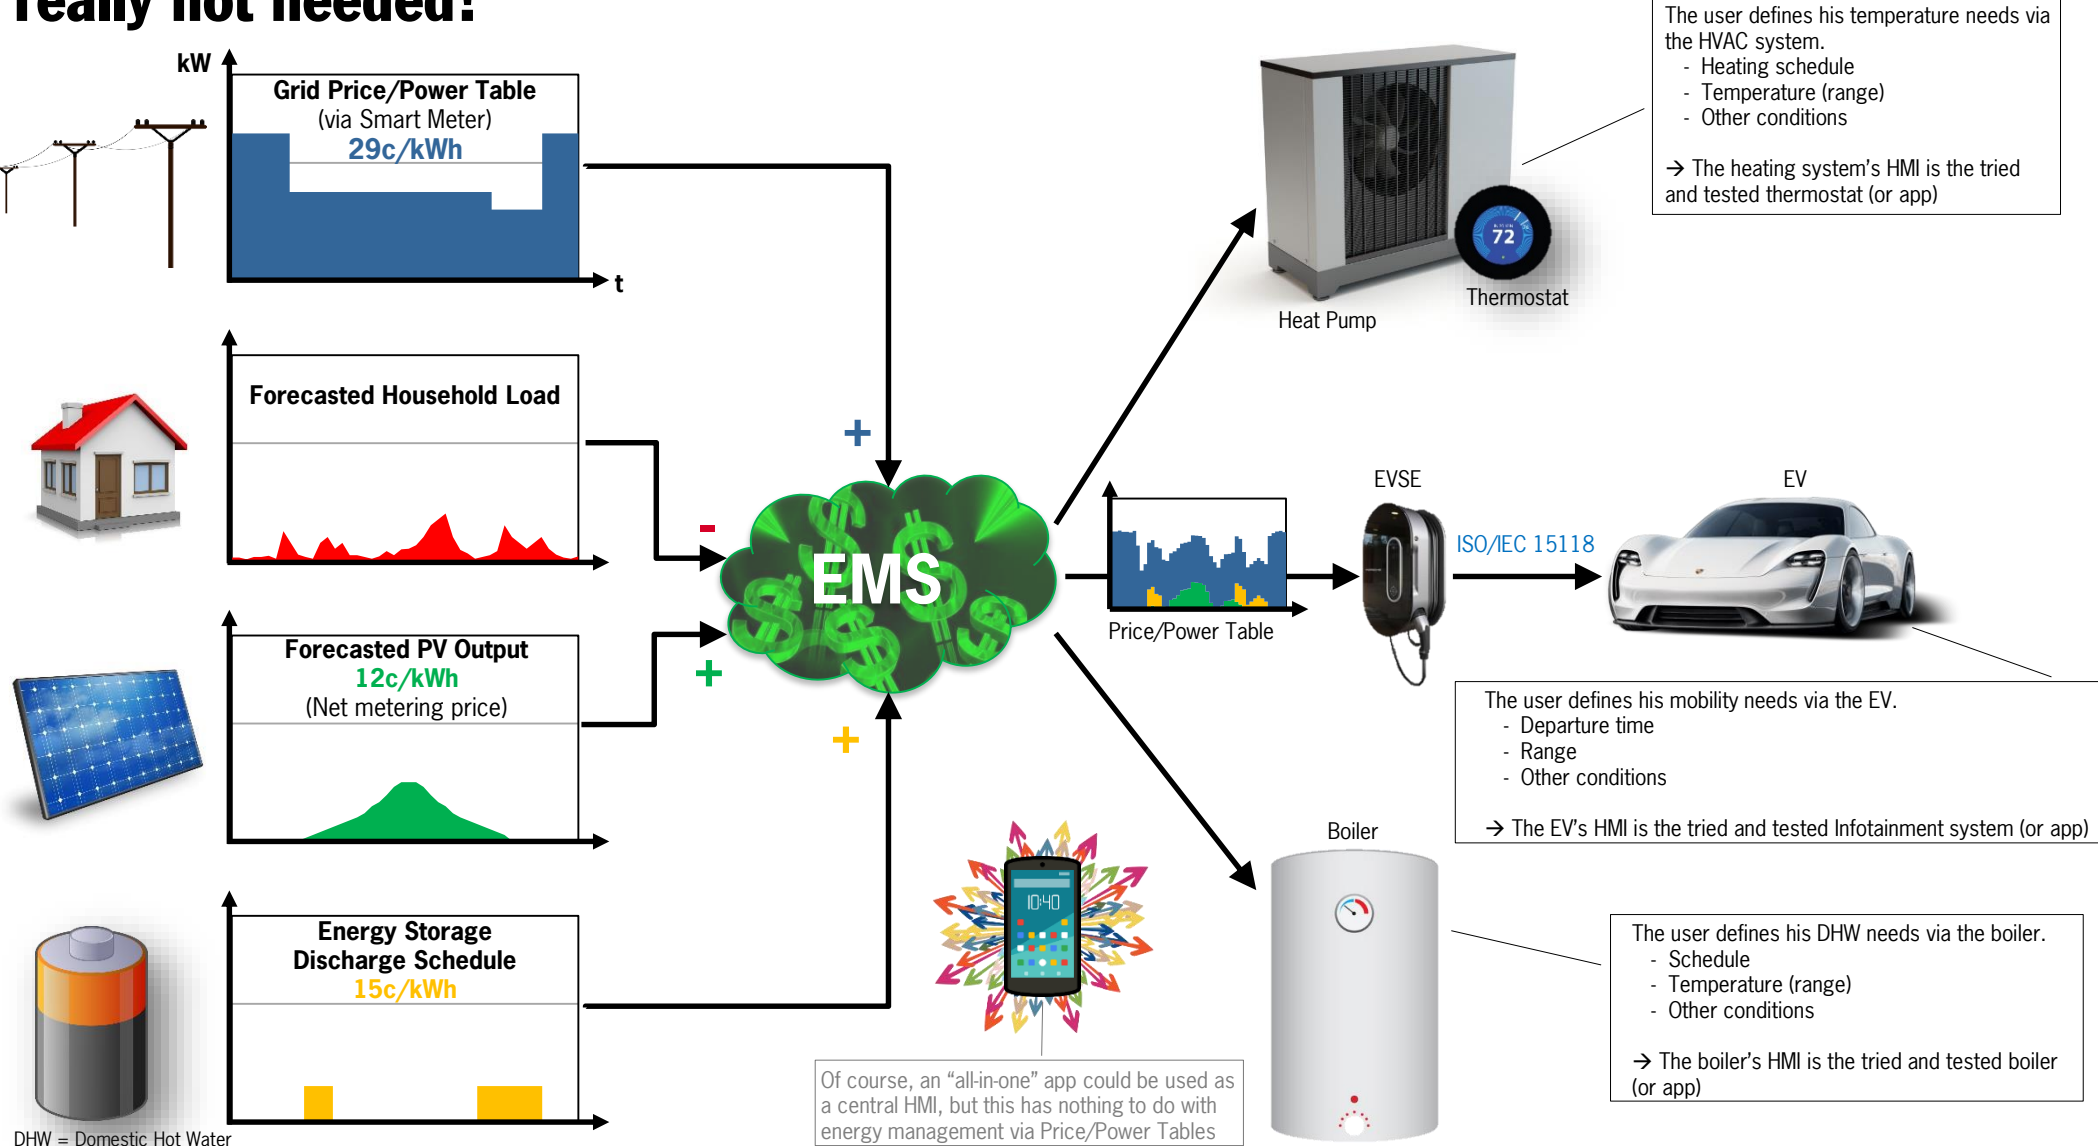 really not needed!
kW
Grid Price/Power Table
(via Smart Meter)
29c/kWh
t
Forecasted Household Load
Forecasted PV Output
12c/kWh
(Net metering price)
Energy Storage
Discharge Schedule
15c/kWh
DHW = Domestic Hot Water
+
-
+
+
EMS
10:40
Of course, an “all-in-one” app could be used as
a central HMI, but this has nothing to do with
energy management via Price/Power Tables
72
Thermostat
Heat Pump
The user defines his temperature needs via
the HVAC system.
- Heating schedule
- Temperature (range)
- Other conditions
→ The heating system’s HMI is the tried
and tested thermostat (or app)
Price/Power Table
EVSE
ISO/IEC 15118
EV
The user defines his mobility needs via the EV.
- Departure time
- Range
- Other conditions
→ The EV’s HMI is the tried and tested Infotainment system (or app)
Boiler
The user defines his DHW needs via the boiler.
- Schedule
- Temperature (range)
- Other conditions
→ The boiler’s HMI is the tried and tested boiler
(or app)